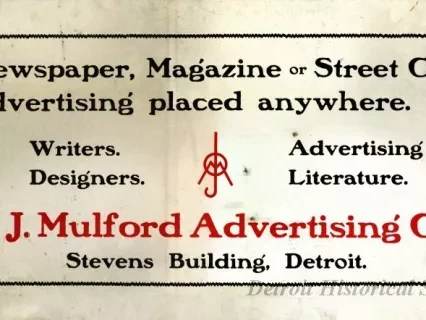 ewspaper, Magazine or Street C
dvertising placed anywhere.
Writers.
Designers.
Advertising
Literature.
J. Mulford Advertising C
Stevens Building, Detroit.
Detroit Historical S